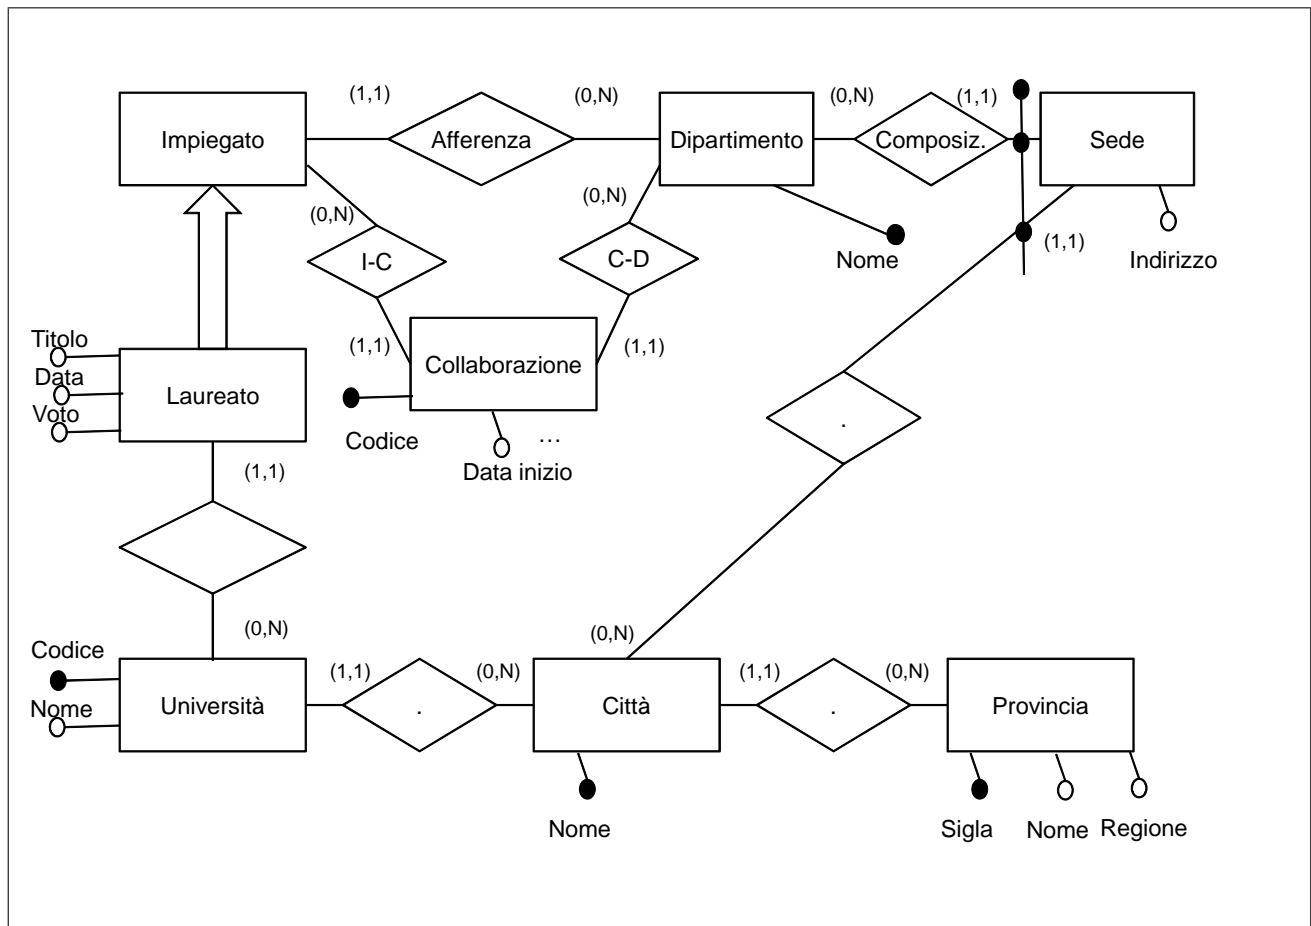 (1,1)
(0,N)
(0,N)
(1,1)
Impiegato
Afferenza
Dipartimento
Composiz.
Sede
(0,N)
(0,N)
(1,1)
I-C
C-D
Nome
Indirizzo
Titolo
(1,1)
(1,1)
Data
Collaborazione
Laureato
Voto
.
Codice
…
Data inizio
(1,1)
(0,N)
(0,N)
Codice
(1,1)
(0,N)
(1,1)
(0,N)
Nome
Università
.
Città
.
Provincia
Nome
Sigla
Nome
Regione